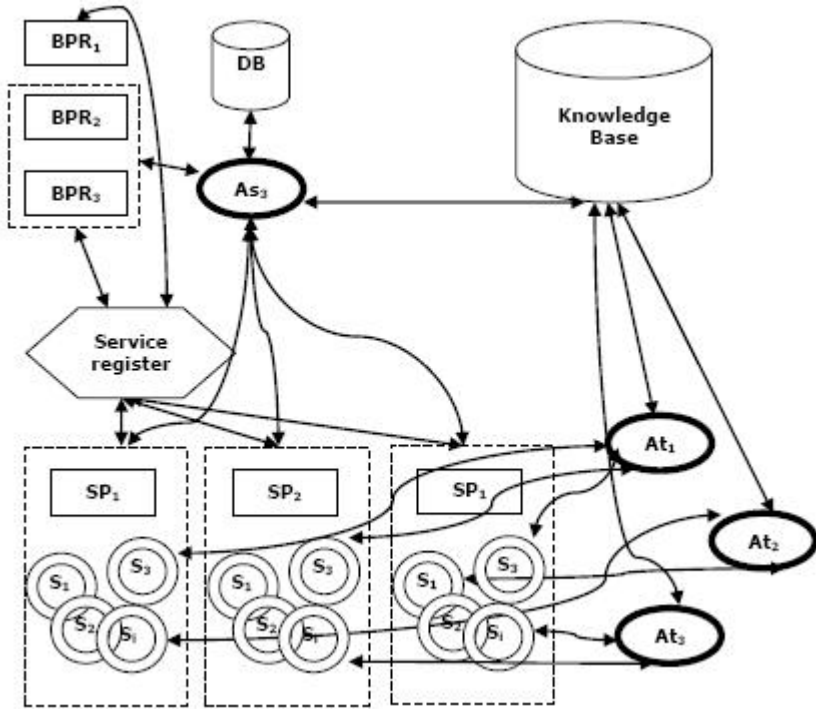 BPR₁
DB
BPR₂
Knowledge
Base
BPR₃
As₃
Service
register
At₁
SP₁
SP₂
SP₁
At₂
S₃
S₃
S₃
S₁
S₁
S₁
S₂
Sᵢ
S₂
Sᵢ
S₂
Sᵢ
At₃